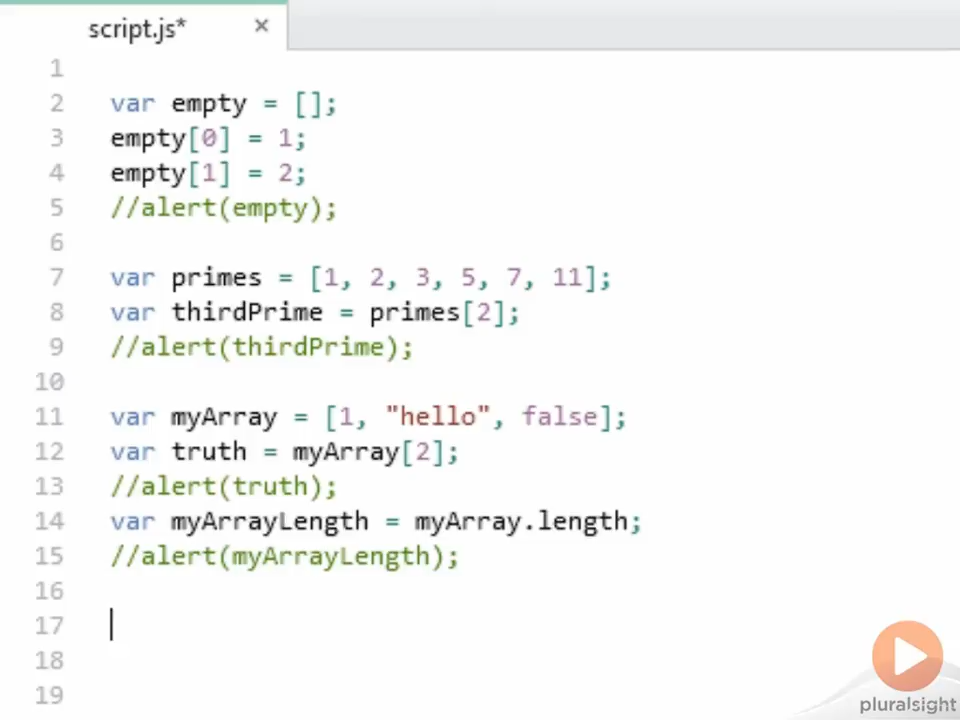 script.js* ×
1
2 var empty = [];
3 empty[0] = 1;
4 empty[1] = 2;
5 //alert(empty);
6
7 var primes = [1, 2, 3, 5, 7, 11];
8 var thirdPrime = primes[2];
9 //alert(thirdPrime);
10
11 var myArray = [1, "hello", false];
12 var truth = myArray[2];
13 //alert(truth);
14 var myArrayLength = myArray.length;
15 //alert(myArrayLength);
16
17
18
19
pluralsight